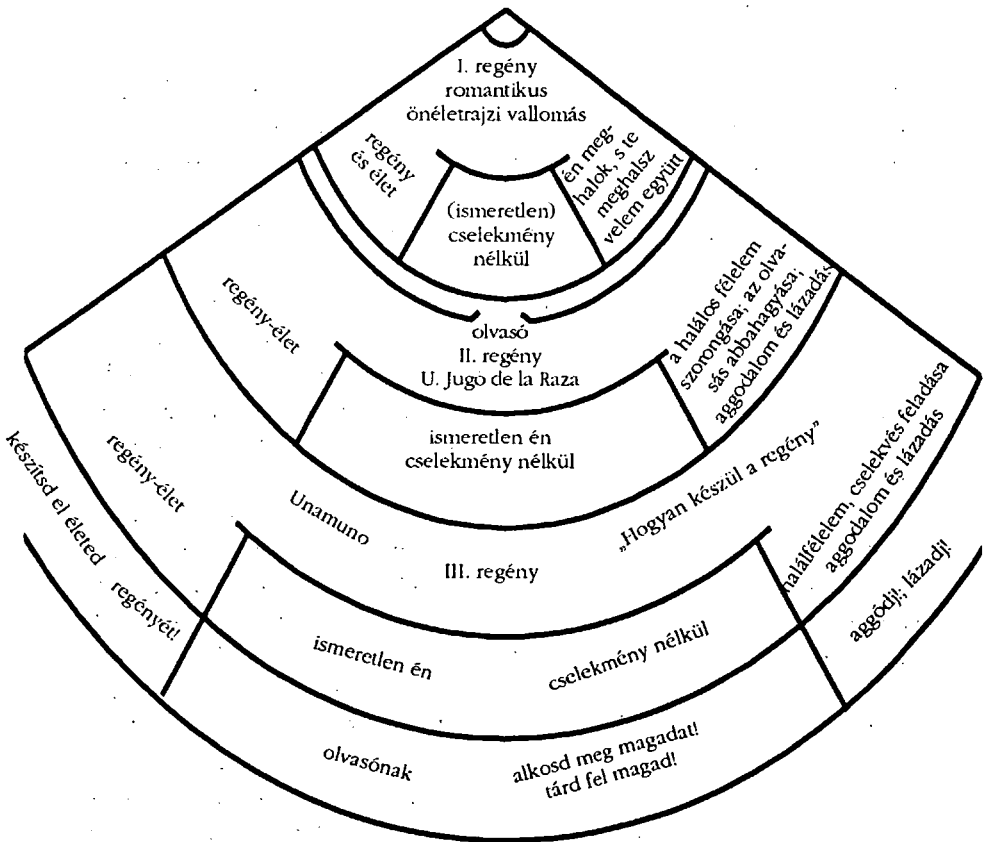 I. regény
romantikus
önéletrajzi vallomás
regény
és élet
(ismeretlen)
cselekmény
nélkül
én meg-
halok, s te
meghalsz
velem együtt
olvasó
II. regény
U. Jugo de la Raza
regény-élet
ismeretlen én
cselekmény nélkül
a halálos félelem
szorongása; az olva-
sás abbahagyása;
aggodalom és lázadás
regény-élet
Unamuno
„Hogyan készül a regény”
III. regény
ismeretlen én
cselekmény nélkül
halálfélelem, cselekvés feladása
aggodalom és lázadás
készítsd el életed
regényét!
olvasónak
alkosd meg magadat!
tárd fel magad!
aggódj!, lázadj!